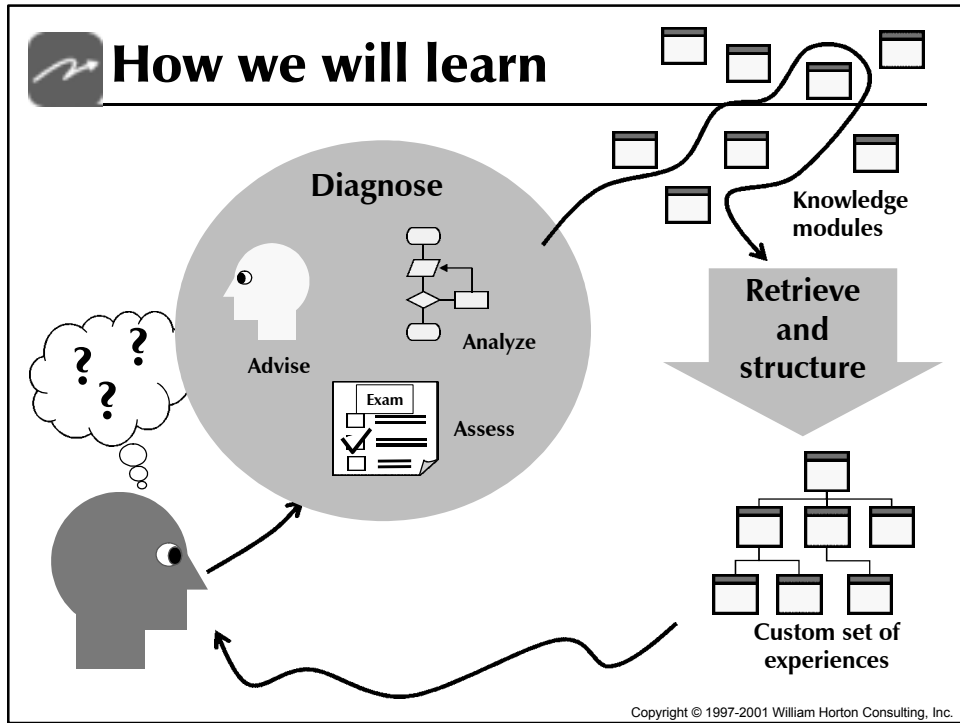 How we will learn
Diagnose
Advise
Analyze
Exam
Assess
? ? ?
Knowledge
modules
Retrieve
and
structure
Custom set of
experiences
Copyright © 1997-2001 William Horton Consulting, Inc.